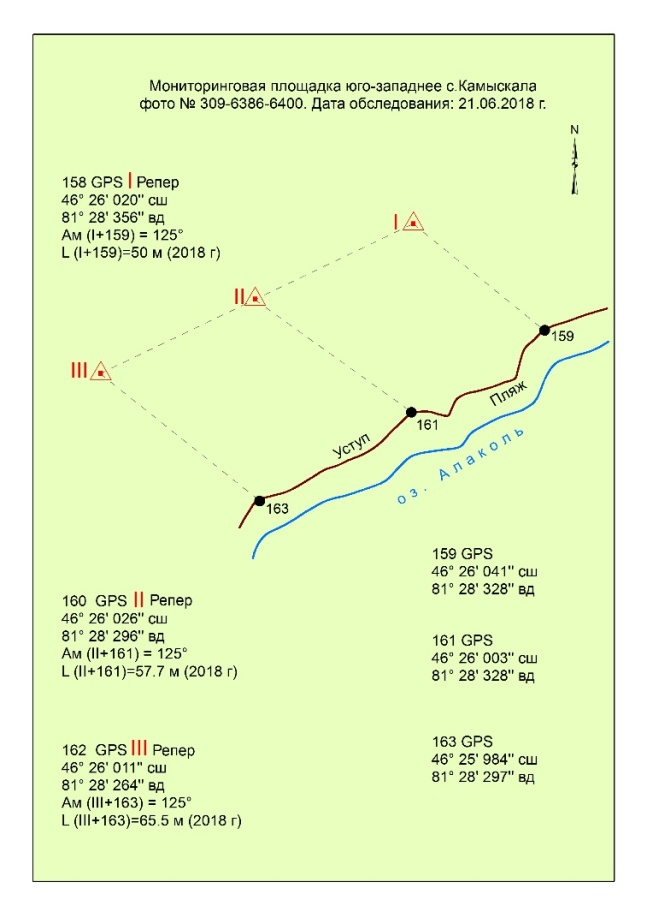 Мониторинговая площадка юго-западнее с.Камыскала
фото № 309-6386-6400. Дата обследования: 21.06.2018 г.
N
158 GPS I Репер
46° 26' 020'' сш
81° 28' 356'' вд
Ам (I+159) = 125°
L (I+159)=50 м (2018 г)
I
II
III
159
Пляж
161
Уступ
оз. Алаколь
163
159 GPS
46° 26' 041'' сш
81° 28' 328'' вд
160 GPS II Репер
46° 26' 026'' сш
81° 28' 296'' вд
Ам (II+161) = 125°
L (II+161)=57.7 м (2018 г)
161 GPS
46° 26' 003'' сш
81° 28' 328'' вд
162 GPS III Репер
46° 26' 011'' сш
81° 28' 264'' вд
Ам (III+163) = 125°
L (III+163)=65.5 м (2018 г)
163 GPS
46° 25' 984'' сш
81° 28' 297'' вд